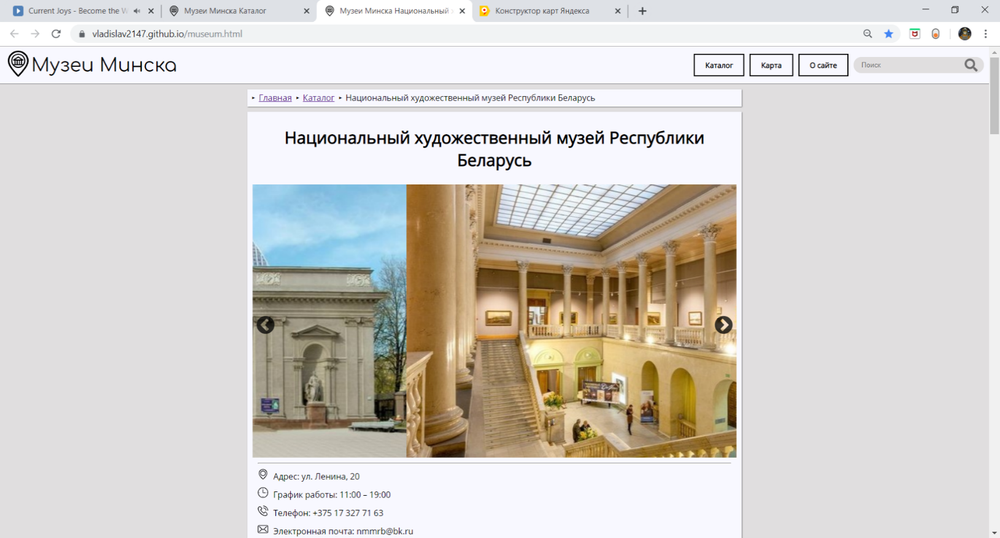 Current Joys - Become the W
Музеи Минска Каталог
Музеи Минска Национальный х
Конструктор карт Яндекса
vladislav2147.github.io/museum.html
Музеи Минска
Каталог
Карта
О сайте
Поиск
‣ Главная ‣ Каталог ‣ Национальный художественный музей Республики Беларусь
Национальный художественный музей Республики
Беларусь
Адрес: ул. Ленина, 20
График работы: 11:00 – 19:00
Телефон: +375 17 327 71 63
Электронная почта: nmmrb@bk.ru